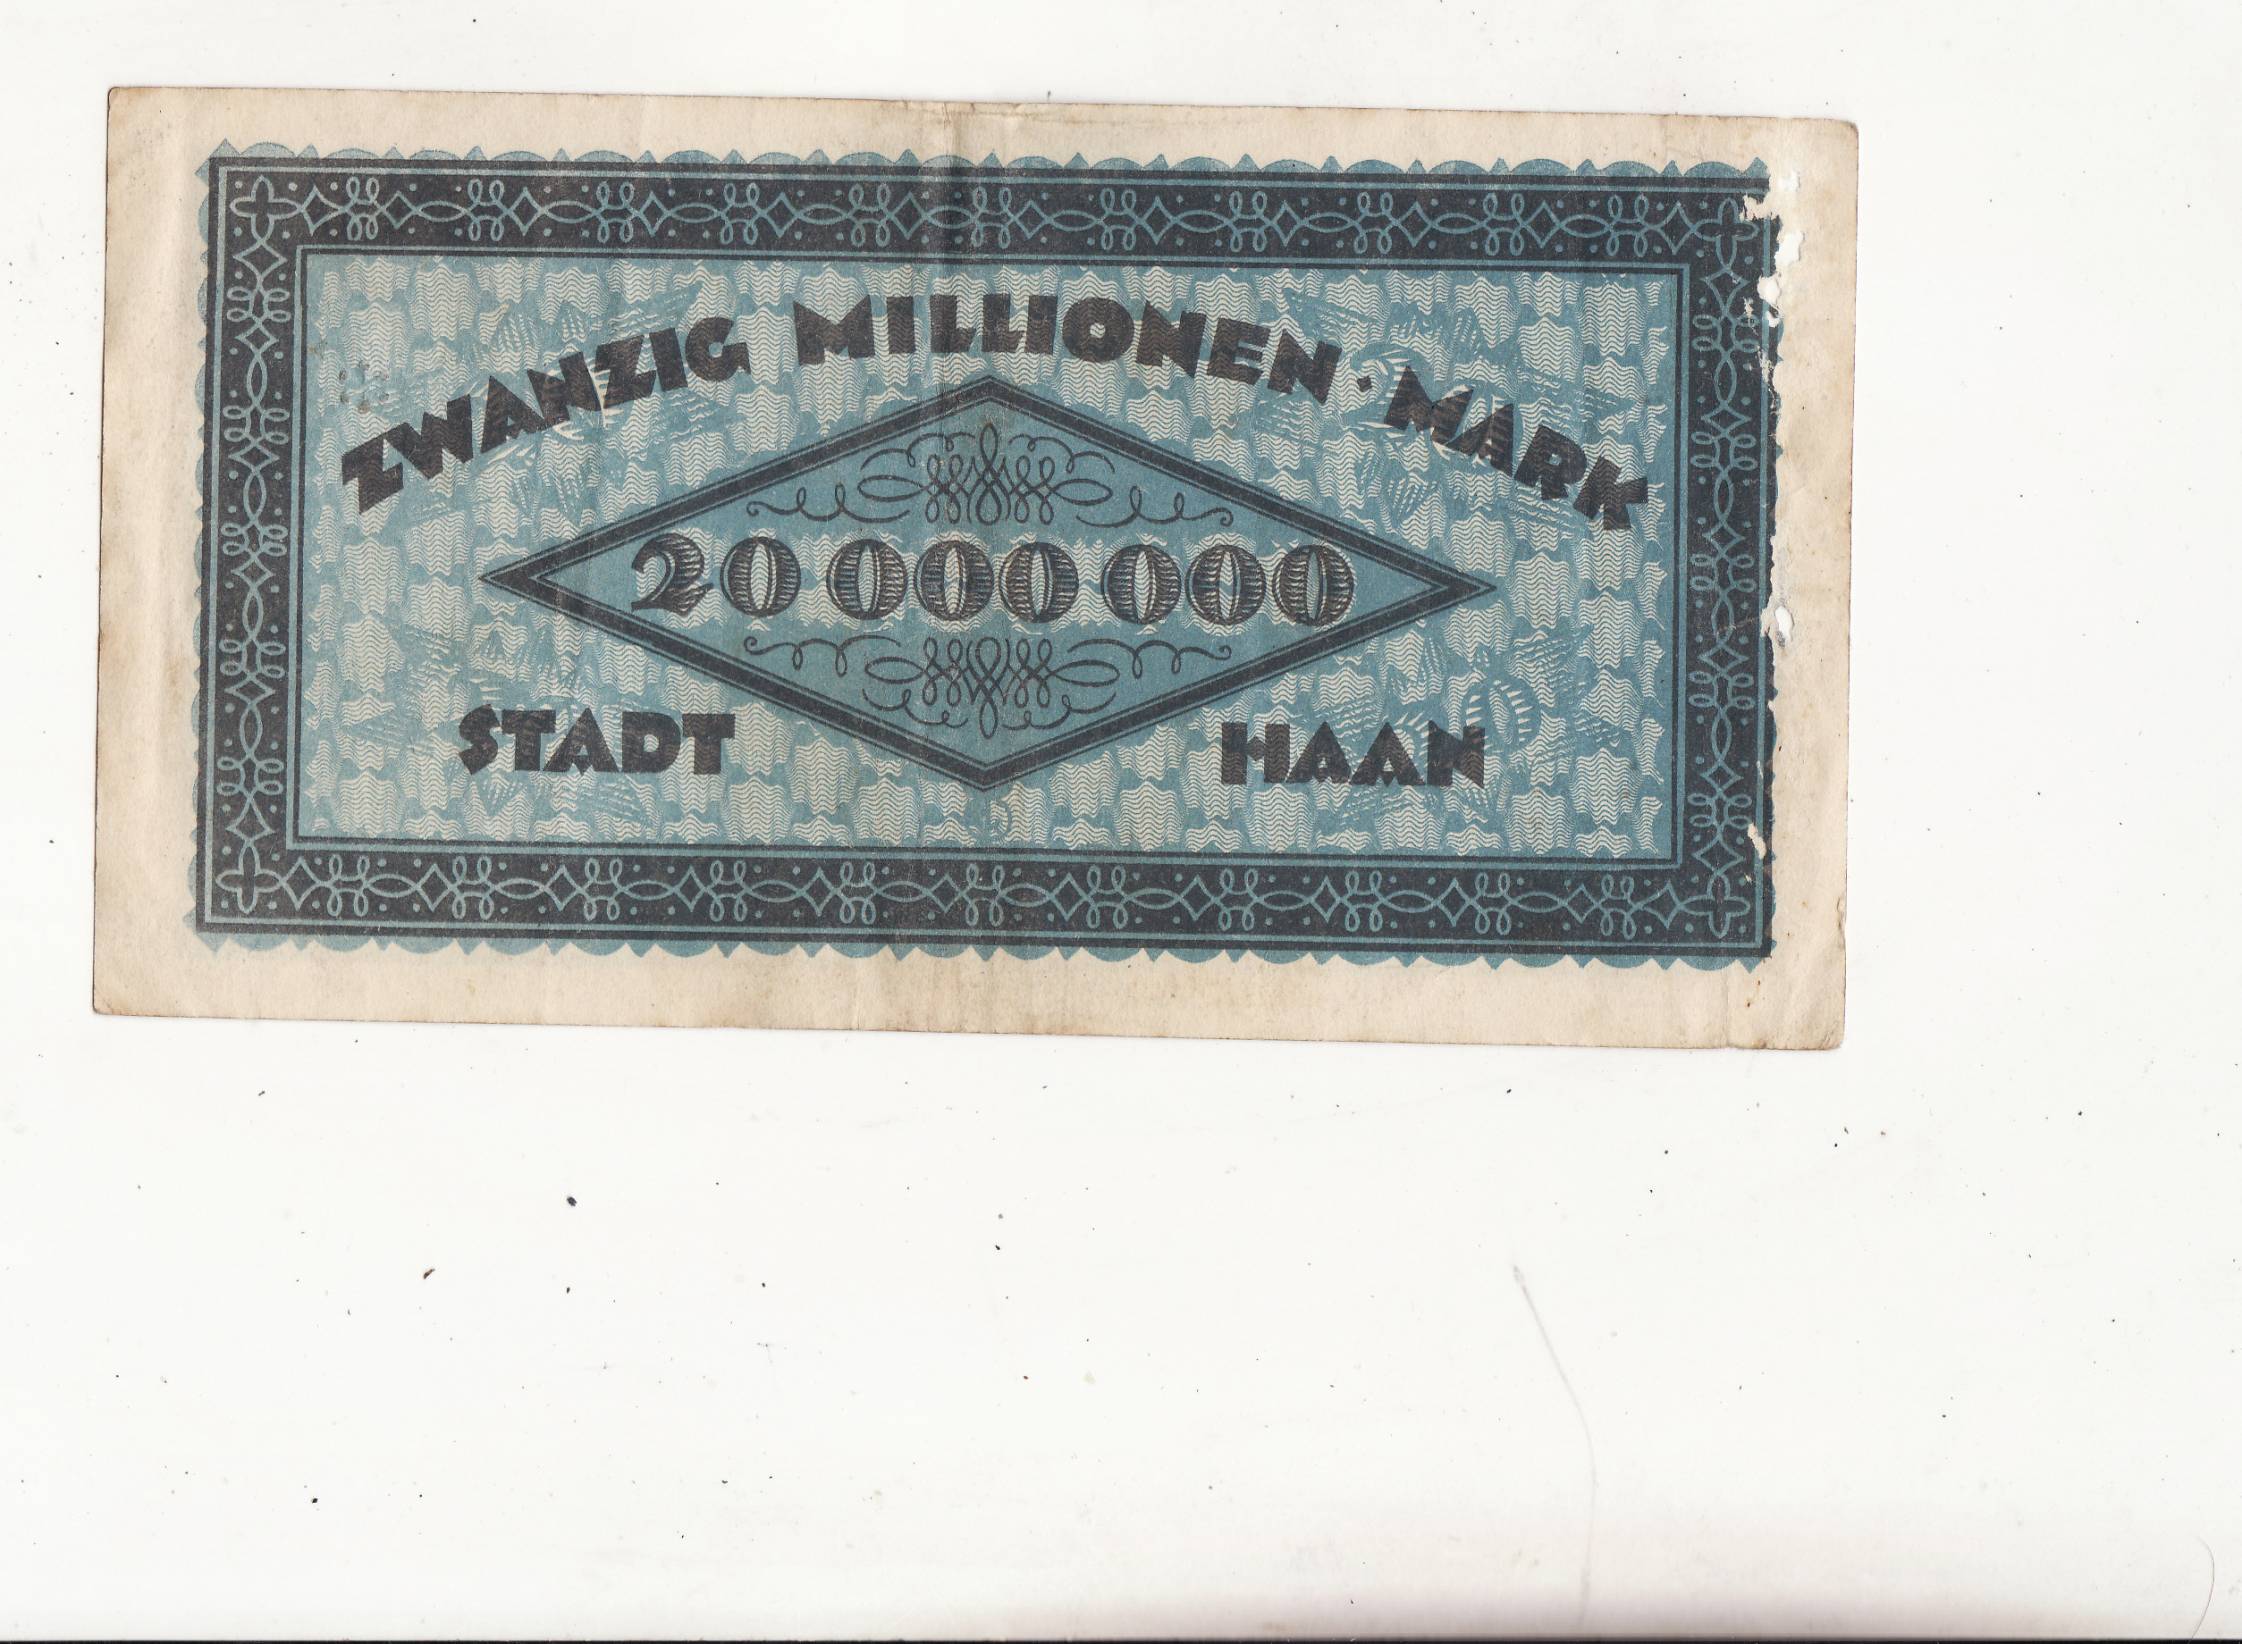 ZWANZIG MILLIONEN · MARK
20 000 000
STADT HAAN